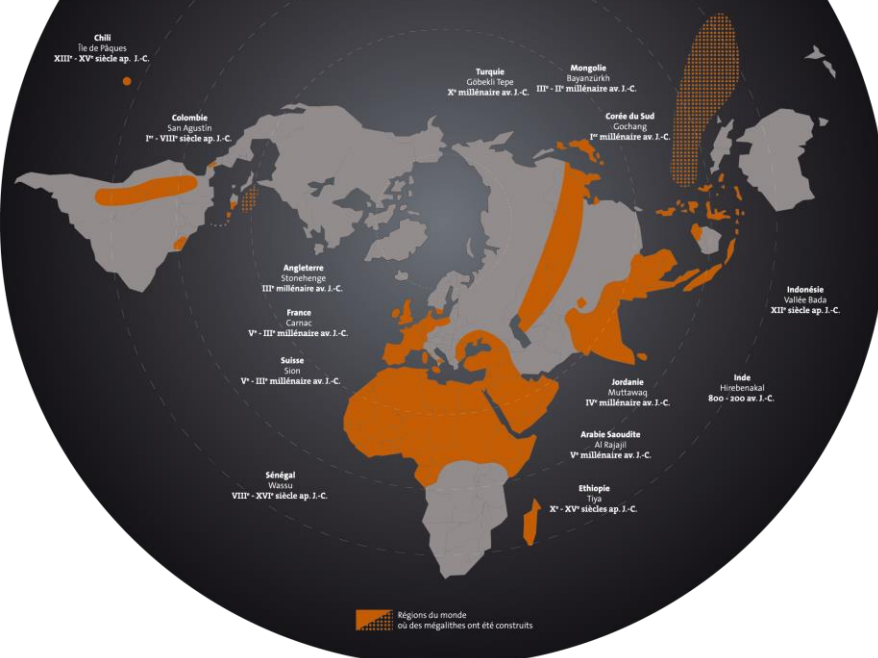 Chili
Île de Pâques
XIIIᵉ - XVᵉ siècle ap. J.-C.
Colombie
San Agustin
Iᵉʳ - VIIIᵉ siècle ap. J.-C.
Turquie
Göbekli Tepe
Xᵉ millénaire av. J.-C.
Mongolie
Bayanzürkh
IIIᵉ - IIᵉ millénaire av. J.-C.
Corée du Sud
Gochang
Iᵉʳ millénaire av. J.-C.
Angleterre
Stonehenge
IIIᵉ millénaire av. J.-C.
France
Carnac
Vᵉ - IIIᵉ millénaire av. J.-C.
Suisse
Sion
Vᵉ - IIIᵉ millénaire av. J.-C.
Indonésie
Vallée Bada
XIIᵉ siècle ap. J.-C.
Inde
Hirebenakal
800 - 200 av. J.-C.
Jordanie
Muttawaq
IVᵉ millénaire av. J.-C.
Arabie Saoudite
Al Rajajil
Vᵉ millénaire av. J.-C.
Sénégal
Wassu
VIIIᵉ - XVIᵉ siècle ap. J.-C.
Ethiopie
Tiya
Xᵉ - XVᵉ siècles ap. J.-C.
Régions du monde
où des mégalithes ont été construits